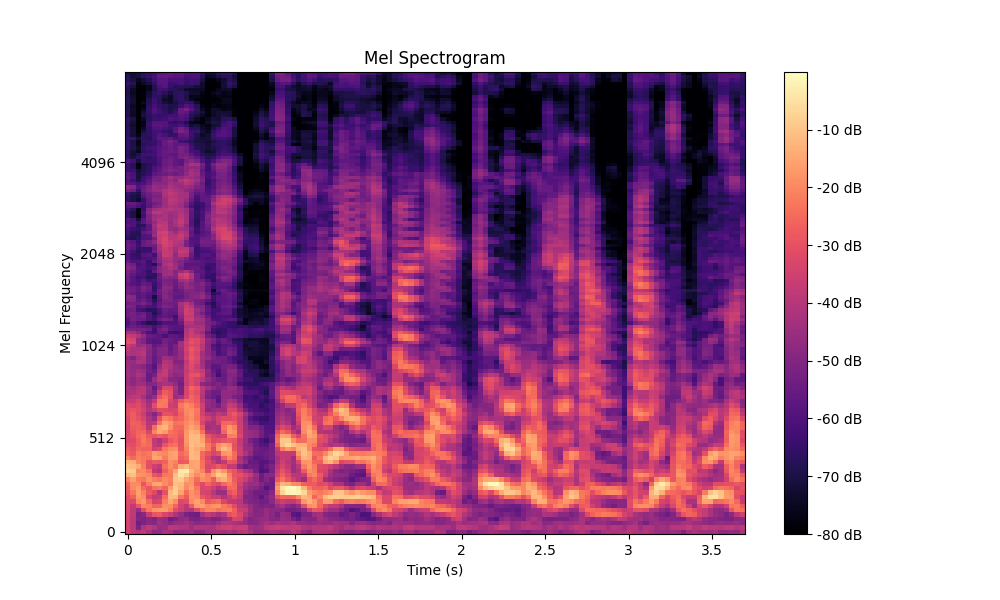 Mel Spectrogram
Mel Frequency
4096
2048
1024
512
0
0
0.5
1
1.5
2
2.5
3
3.5
Time (s)
-10 dB
-20 dB
-30 dB
-40 dB
-50 dB
-60 dB
-70 dB
-80 dB